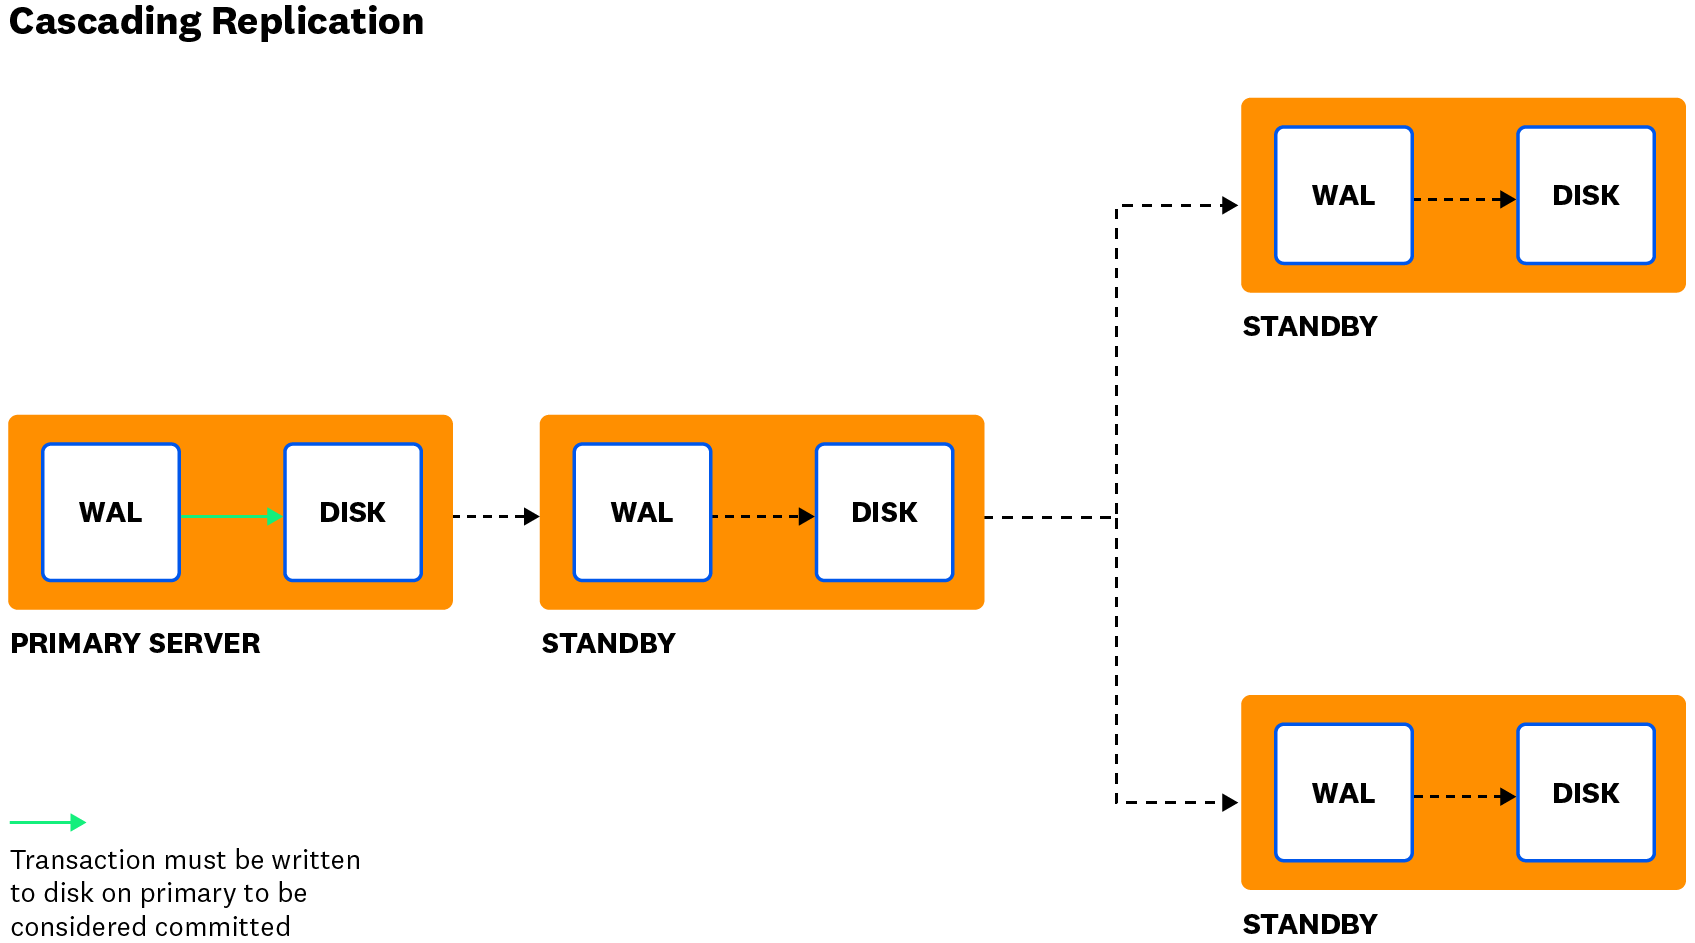 Cascading Replication
WAL
DISK
STANDBY
WAL
DISK
PRIMARY SERVER
WAL
DISK
STANDBY
WAL
DISK
STANDBY
Transaction must be written
to disk on primary to be
considered committed